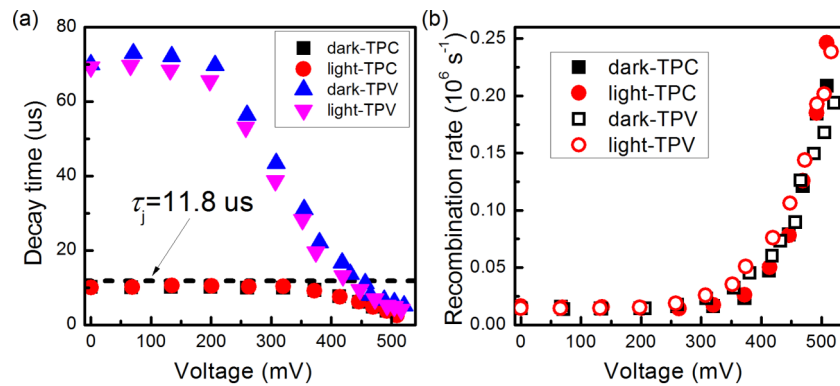 (a)
80
60
40
20
0
Decay time (us)
dark-TPC
light-TPC
dark-TPV
light-TPV
τj=11.8 us
0 100 200 300 400 500
Voltage (mV)
(b)
0.25
0.20
0.15
0.10
0.05
0.00
Recombination rate (10⁶ s⁻¹)
dark-TPC
light-TPC
dark-TPV
light-TPV
0 100 200 300 400 500
Voltage (mV)